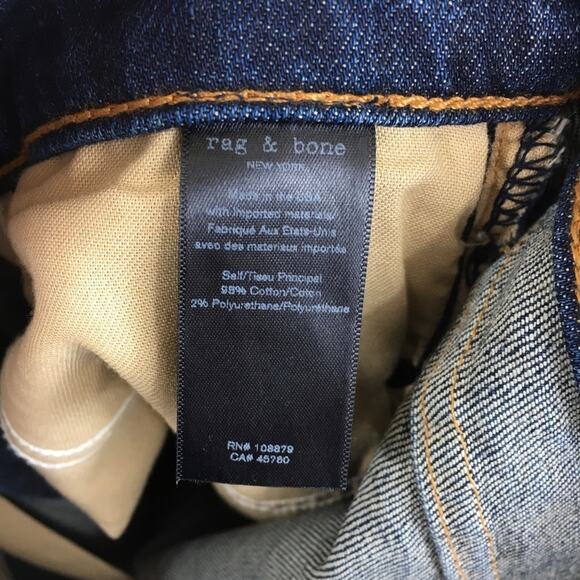 rag & bone
NEW YORK
Made in the USA
with imported materials/
Fabriqué Aux États-Unis
avec des materiaux importés
Self/Tissu Principal
98% Cotton/Coton
2% Polyurethane/Polyuréthane
RN# 108879
CA# 45760